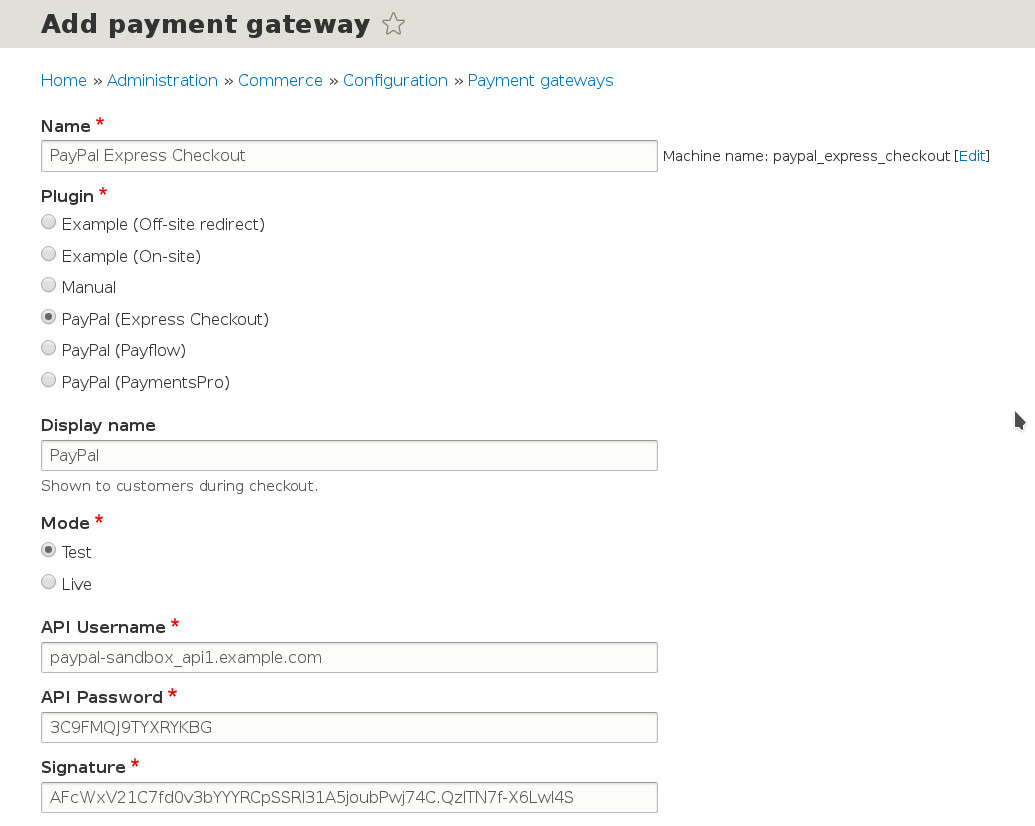 Add payment gateway
Home » Administration » Commerce » Configuration » Payment gateways
Name *
PayPal Express Checkout
Machine name: paypal_express_checkout [Edit]
Plugin *
Example (Off-site redirect)
Example (On-site)
Manual
PayPal (Express Checkout)
PayPal (Payflow)
PayPal (PaymentsPro)
Display name
PayPal
Shown to customers during checkout.
Mode *
Test
Live
API Username *
paypal-sandbox_api1.example.com
API Password *
3C9FMQJ9TYXRYKBG
Signature *
AFcWxV21C7fd0v3bYYYRCpSSRl31A5joubPwj74C.QzlTN7f-X6Lwl4S